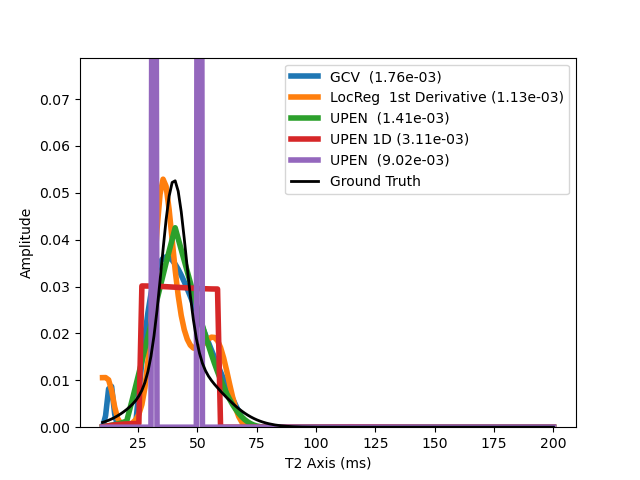 GCV (1.76e-03)
LocReg 1st Derivative (1.13e-03)
UPEN (1.41e-03)
UPEN 1D (3.11e-03)
UPEN (9.02e-03)
Ground Truth
Amplitude
0.07
0.06
0.05
0.04
0.03
0.02
0.01
0.00
25 50 75 100 125 150 175 200
T2 Axis (ms)